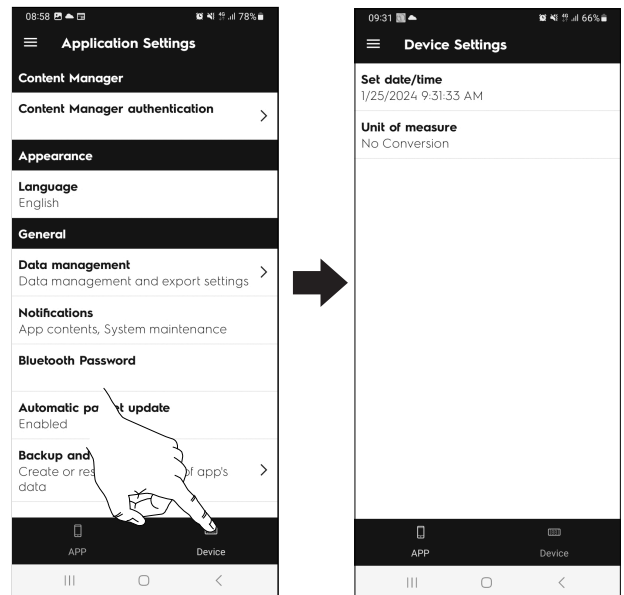 08:58 78%
Application Settings
Content Manager
Content Manager authentication
Appearance
Language
English
General
Data management
Data management and export settings
Notifications
App contents, System maintenance
Bluetooth Password
Automatic pa et update
Enabled
Backup and
Create or res of app's
data
APP Device
09:31 66%
Device Settings
Set date/time
1/25/2024 9:31:33 AM
Unit of measure
No Conversion
APP Device